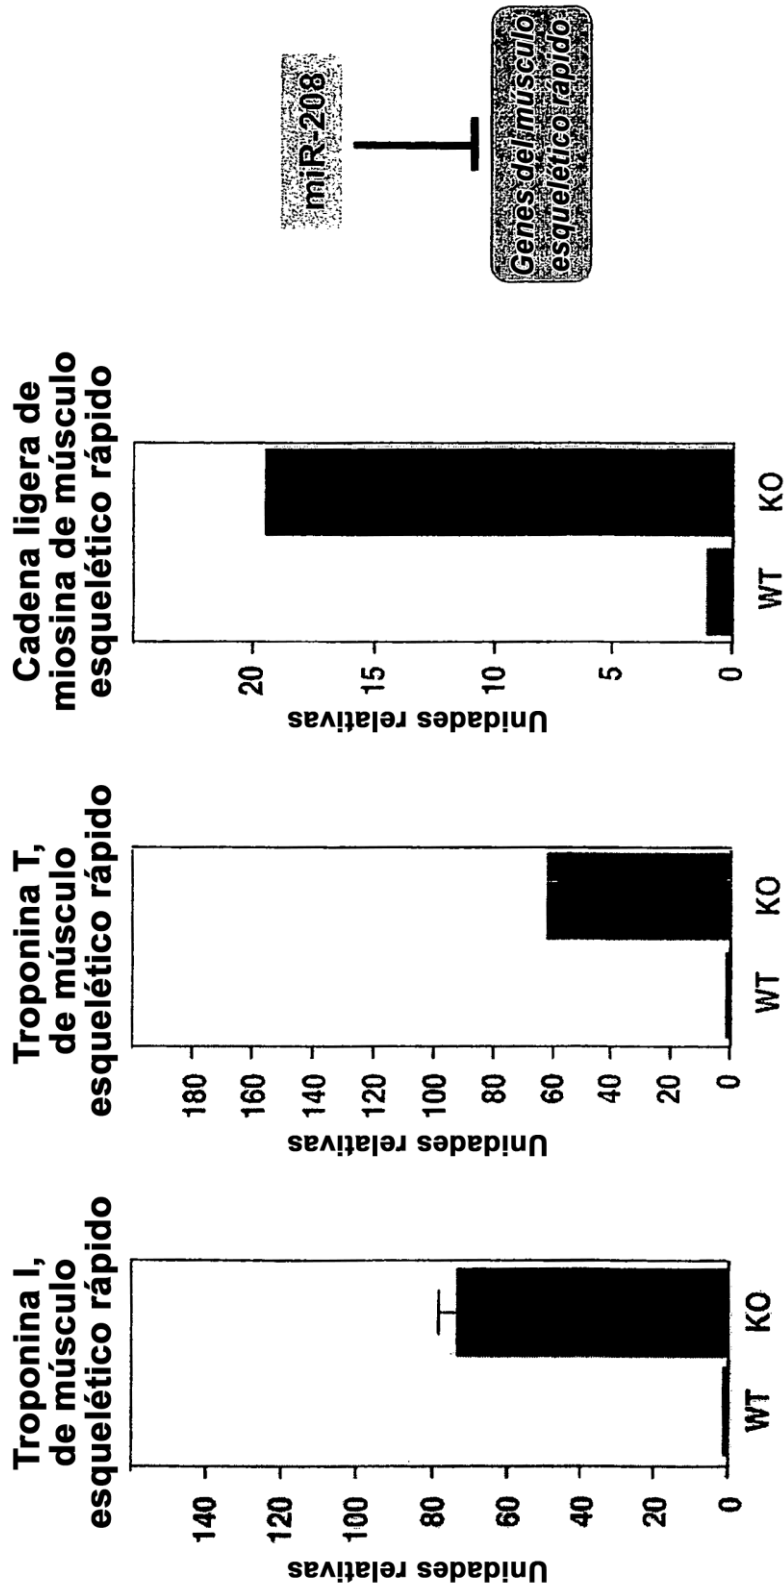 Troponina I,
de músculo
esquelético rápido
Unidades relativas
140
120
100
80
60
40
20
0
WT
KO
Troponina T,
de músculo
esquelético rápido
Unidades relativas
180
160
140
120
100
80
60
40
20
0
WT
KO
Cadena ligera de
miosina de músculo
esquelético rápido
Unidades relativas
20
15
10
5
0
WT
KO
miR-208
Genes del músculo
esquelético rápido